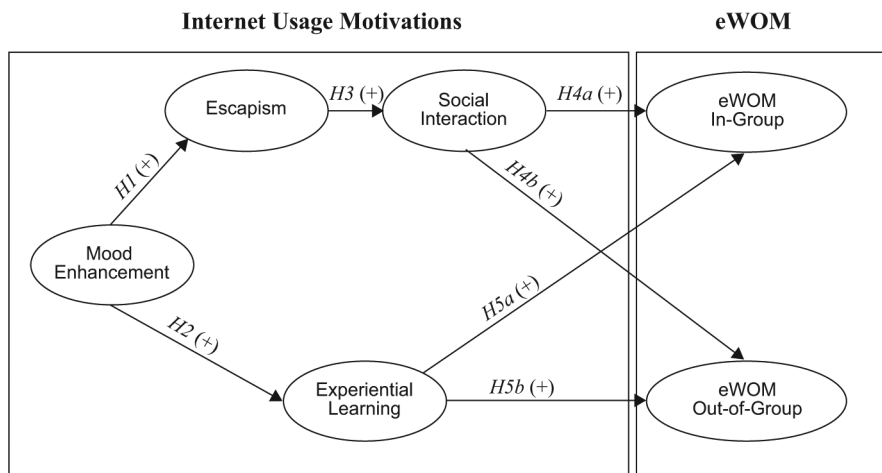 Internet Usage Motivations
eWOM
Escapism
H3 (+)
Social
Interaction
H4a (+)
eWOM
In-Group
H1 (+)
H4b (+)
Mood
Enhancement
H2 (+)
H5a (+)
Experiential
Learning
H5b (+)
eWOM
Out-of-Group